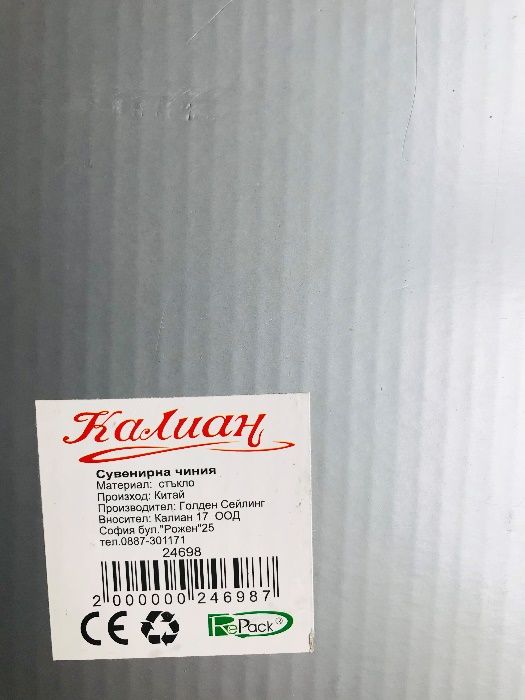 Калиан
Сувенирна чиния
Материал: стъкло
Произход: Китай
Производител: Голден Сейлинг
Вносител: Калиан 17 ООД
София бул."Рожен"25
тел.0887-301171
24698
2 000000 246987
CE RePack®